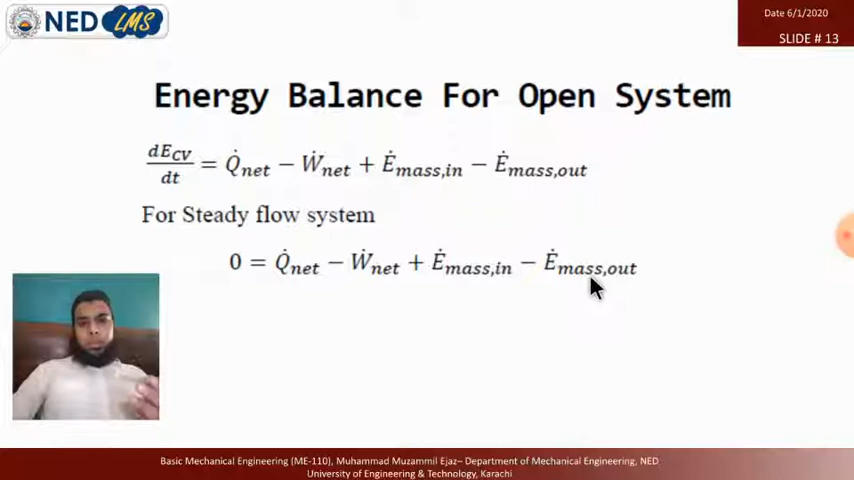 NED LMS
Date 6/1/2020
SLIDE # 13
Energy Balance For Open System
dE_CV/dt = Q̇_net − Ẇ_net + Ė_mass,in − Ė_mass,out
For Steady flow system
0 = Q̇_net − Ẇ_net + Ė_mass,in − Ė_mass,out
Basic Mechanical Engineering (ME-110), Muhammad Muzammil Ejaz– Department of Mechanical Engineering, NED
University of Engineering & Technology, Karachi